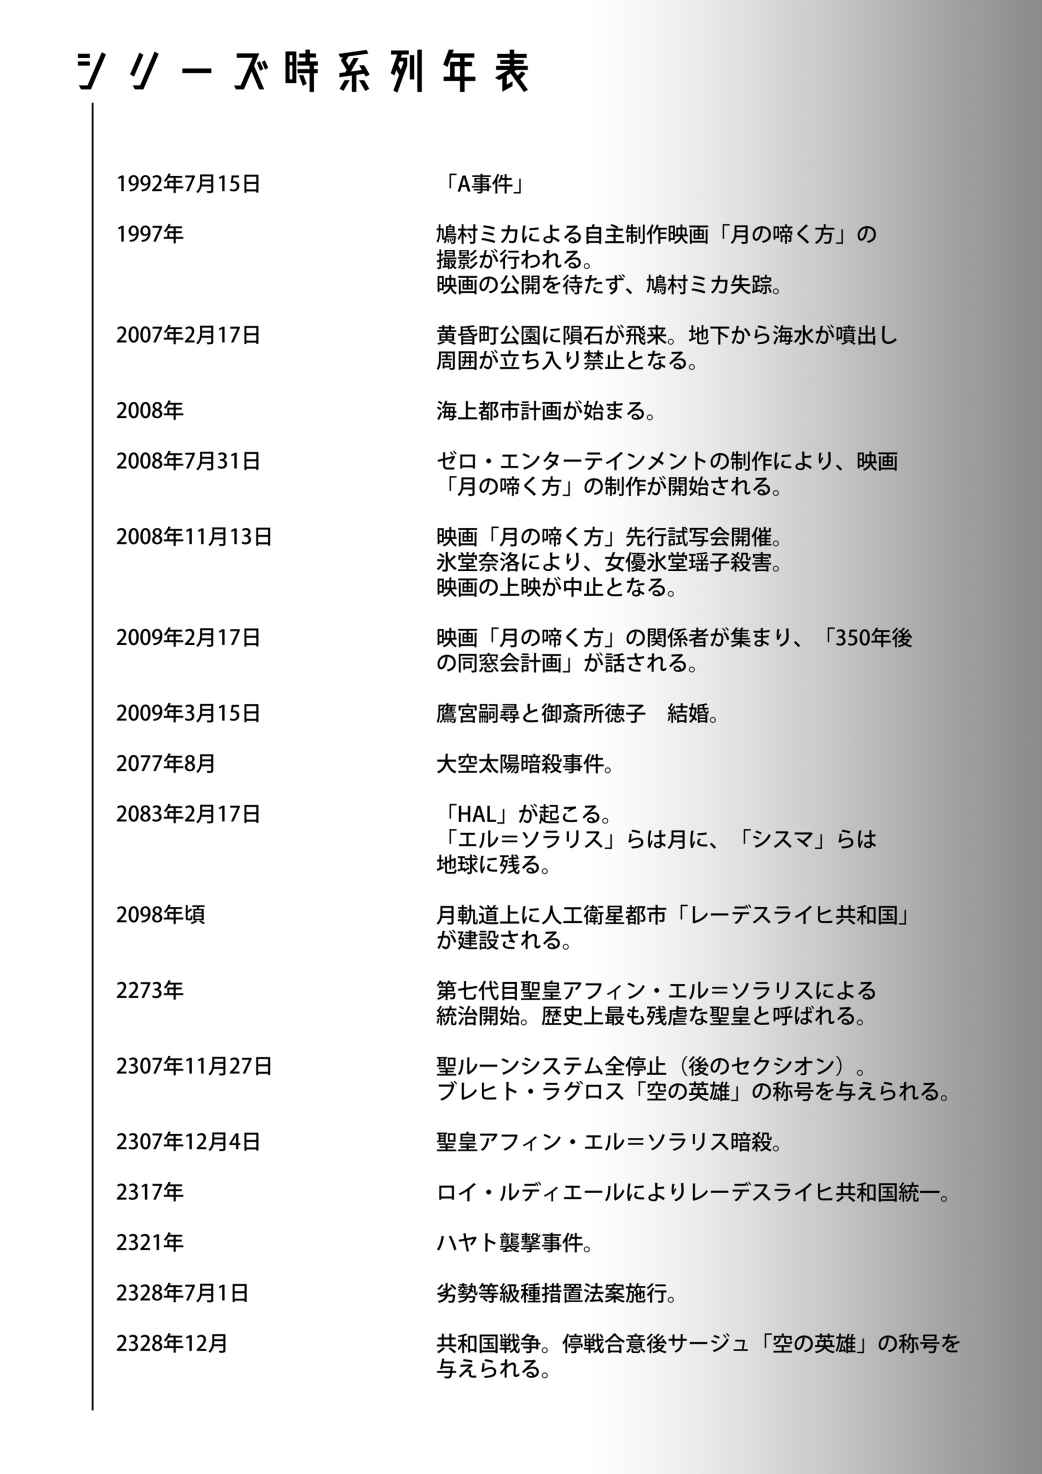 シリーズ時系列年表
1992年7月15日 「A事件」
1997年 鳩村ミカによる自主制作映画「月の啼く方」の
撮影が行われる。
映画の公開を待たず、鳩村ミカ失踪。
2007年2月17日 黄昏町公園に隕石が飛来。地下から海水が噴出し
周囲が立ち入り禁止となる。
2008年 海上都市計画が始まる。
2008年7月31日 ゼロ・エンターテインメントの制作により、映画
「月の啼く方」の制作が開始される。
2008年11月13日 映画「月の啼く方」先行試写会開催。
氷堂奈洛により、女優氷堂瑶子殺害。
映画の上映が中止となる。
2009年2月17日 映画「月の啼く方」の関係者が集まり、「350年後
の同窓会計画」が話される。
2009年3月15日 鷹宮嗣尋と御斎所徳子　結婚。
2077年8月 大空太陽暗殺事件。
2083年2月17日 「HAL」が起こる。
「エル＝ソラリス」らは月に、「シスマ」らは
地球に残る。
2098年頃 月軌道上に人工衛星都市「レーデスライヒ共和国」
が建設される。
2273年 第七代目聖皇アフィン・エル＝ソラリスによる
統治開始。歴史上最も残虐な聖皇と呼ばれる。
2307年11月27日 聖ルーンシステム全停止（後のセクシオン）。
ブレヒト・ラグロス「空の英雄」の称号を与えられる。
2307年12月4日 聖皇アフィン・エル＝ソラリス暗殺。
2317年 ロイ・ルディエールによりレーデスライヒ共和国統一。
2321年 ハヤト襲撃事件。
2328年7月1日 劣勢等級種措置法案施行。
2328年12月 共和国戦争。停戦合意後サージュ「空の英雄」の称号を
与えられる。